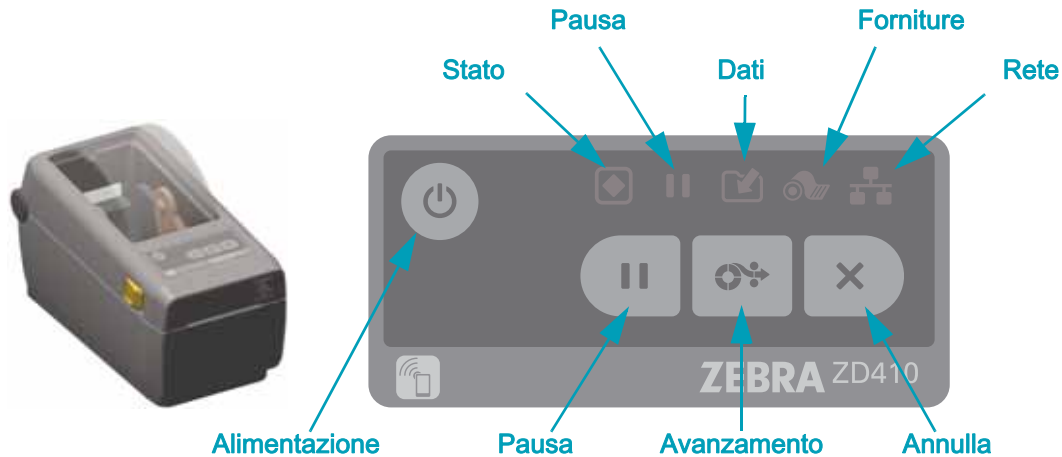 Pausa Forniture
Stato Dati Rete
ZEBRA ZD410
Alimentazione Pausa Avanzamento Annulla